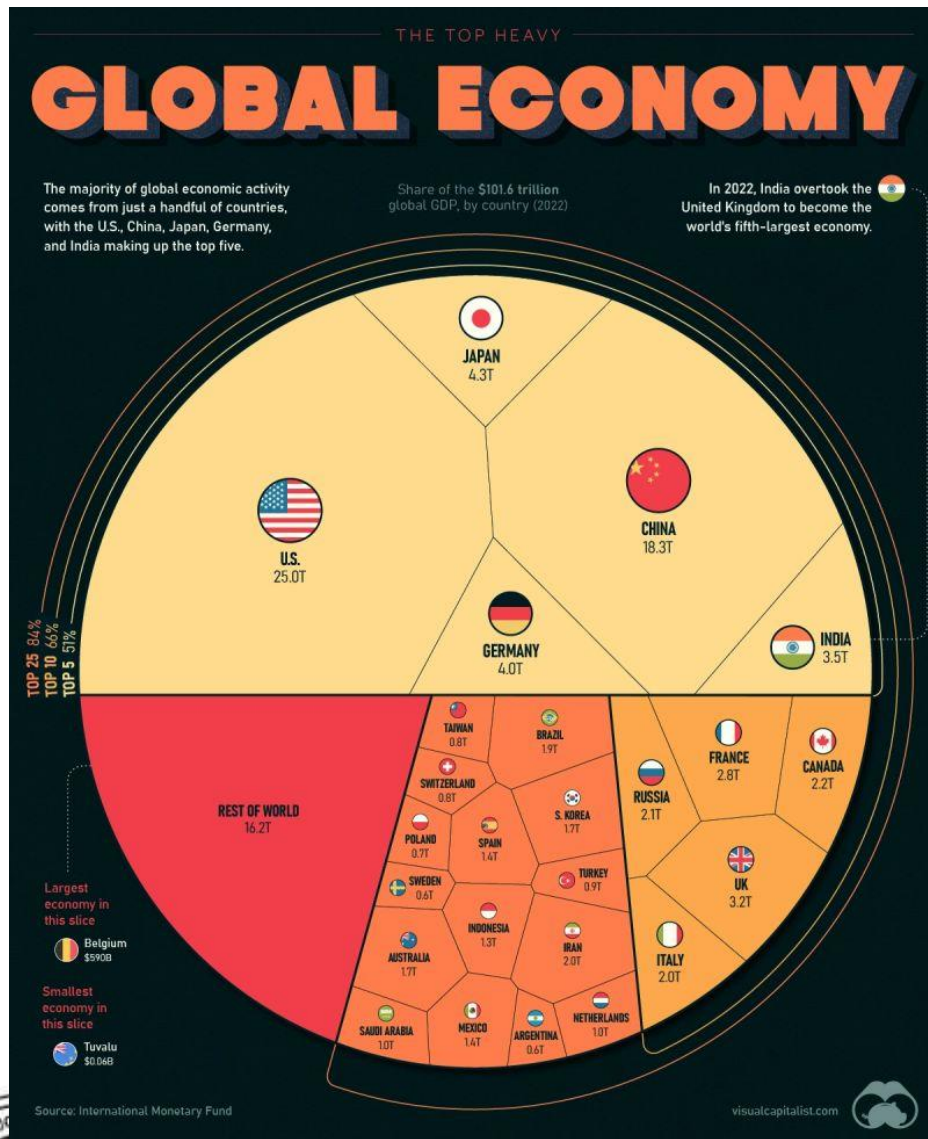 THE TOP HEAVY
GLOBAL ECONOMY
The majority of global economic activity
comes from just a handful of countries,
with the U.S., China, Japan, Germany,
and India making up the top five.
Share of the $101.6 trillion
global GDP, by country (2022)
In 2022, India overtook the
United Kingdom to become the
world's fifth-largest economy.
JAPAN
4.3T
U.S.
25.0T
CHINA
18.3T
GERMANY
4.0T
INDIA
3.5T
TOP 25 84%
TOP 10 66%
TOP 5 51%
REST OF WORLD
16.2T
TAIWAN
0.8T
BRAZIL
1.9T
SWITZERLAND
0.8T
S. KOREA
1.7T
POLAND
0.7T
SPAIN
1.4T
SWEDEN
0.6T
TURKEY
0.9T
INDONESIA
1.3T
AUSTRALIA
1.7T
IRAN
2.0T
SAUDI ARABIA
1.0T
MEXICO
1.4T
ARGENTINA
0.6T
NETHERLANDS
1.0T
RUSSIA
2.1T
FRANCE
2.8T
CANADA
2.2T
UK
3.2T
ITALY
2.0T
Largest
economy in
this slice
Belgium
$590B
Smallest
economy in
this slice
Tuvalu
$0.06B
Source: International Monetary Fund
visualcapitalist.com